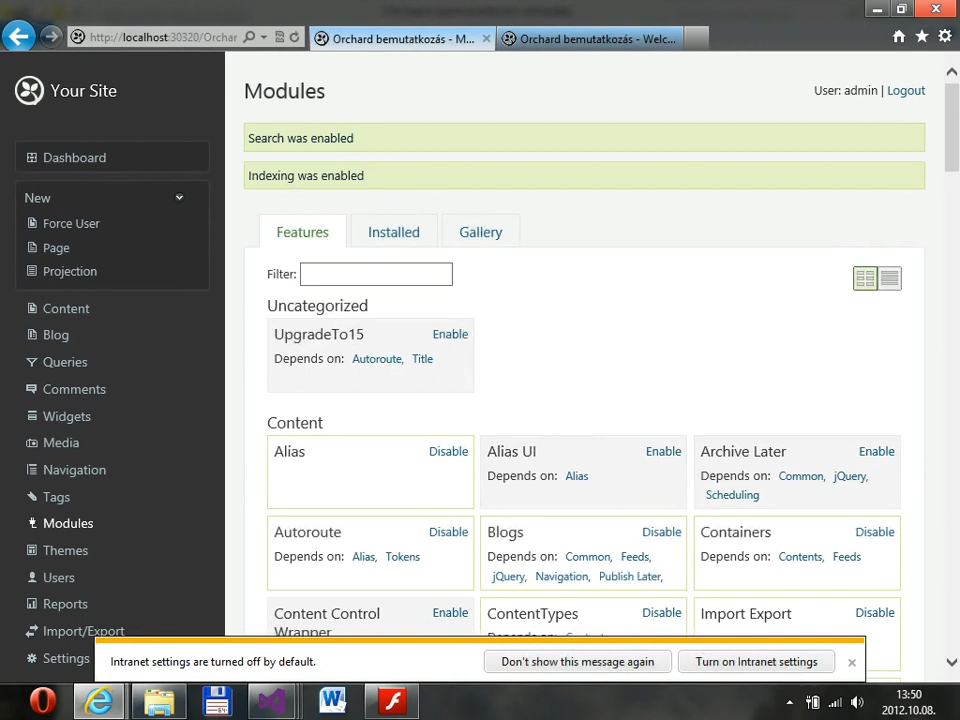 http://localhost:30320/Orchar
Orchard bemutatkozás - M...
Orchard bemutatkozás - Welc...
Your Site
Modules
User: admin | Logout
Search was enabled
Indexing was enabled
Dashboard
New
Force User
Page
Projection
Content
Blog
Queries
Comments
Widgets
Media
Navigation
Tags
Modules
Themes
Users
Reports
Import/Export
Settings
Features
Installed
Gallery
Filter:
Uncategorized
UpgradeTo15 Enable
Depends on: Autoroute, Title
Content
Alias Disable
Alias UI Enable
Depends on: Alias
Archive Later Enable
Depends on: Common, jQuery,
Scheduling
Autoroute Disable
Depends on: Alias, Tokens
Blogs Disable
Depends on: Common, Feeds,
jQuery, Navigation, Publish Later,
Containers Disable
Depends on: Contents, Feeds
Content Control Enable
Wrapper
ContentTypes Disable
Import Export Disable
Intranet settings are turned off by default.
Don't show this message again
Turn on Intranet settings
13:50
2012.10.08.